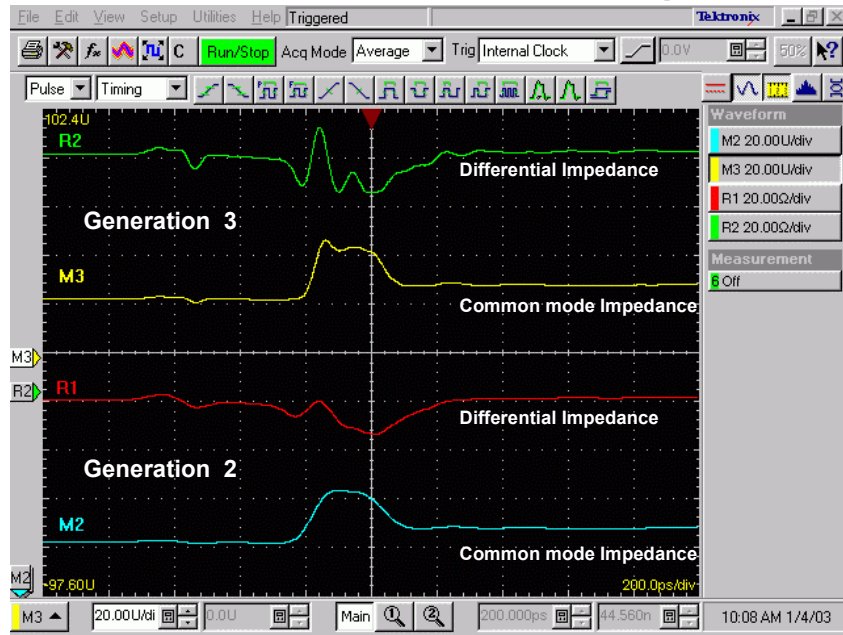 File Edit View Setup Utilities Help Triggered Tektronix
C Run/Stop Acq Mode Average Trig Internal Clock 0.0V 50%
Pulse Timing
102.4U
R2
Differential Impedance
Generation 3
M3
Common mode Impedance
M3
R2
R1
Differential Impedance
Generation 2
M2
Common mode Impedance
M2
-97.60U
200.0ps/div
Waveform
M2 20.00U/div
M3 20.00U/div
R1 20.00Ω/div
R2 20.00Ω/div
Measurement
6 Off
M3 20.00U/di 0.0U Main 1 2 200.000ps 44.560n 10:08 AM 1/4/03